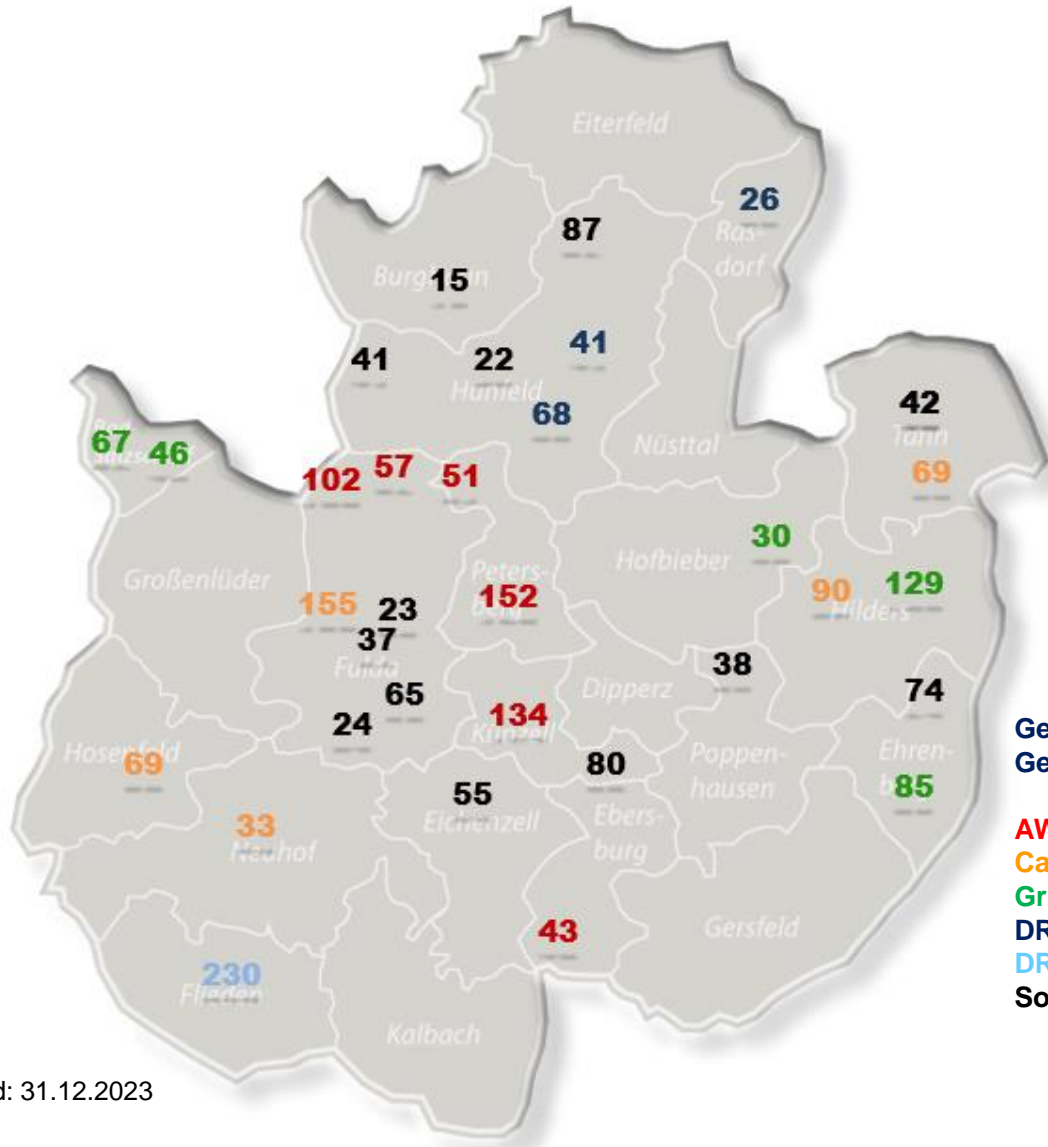 Eiterfeld
26
87
Ras-
dorf
15
41
41
22
Hünfeld
42
68
Tann
67
46
Nüsttal
102
57
51
69
30
Hofbieber
Großenlüder
Peters-
90
129
155
152
Hilders
23
37
Fulda
38
65
Dipperz
74
24
134
Künzell
Hosenfeld
69
Poppen-
hausen
Ehren-
80
55
85
Eichenzell
Ebers-
burg
33
Neuhof
43
Gersfeld
230
Flieden
Kalbach
Ge
Ge
AW
Ca
Gr
DR
DR
So
d: 31.12.2023